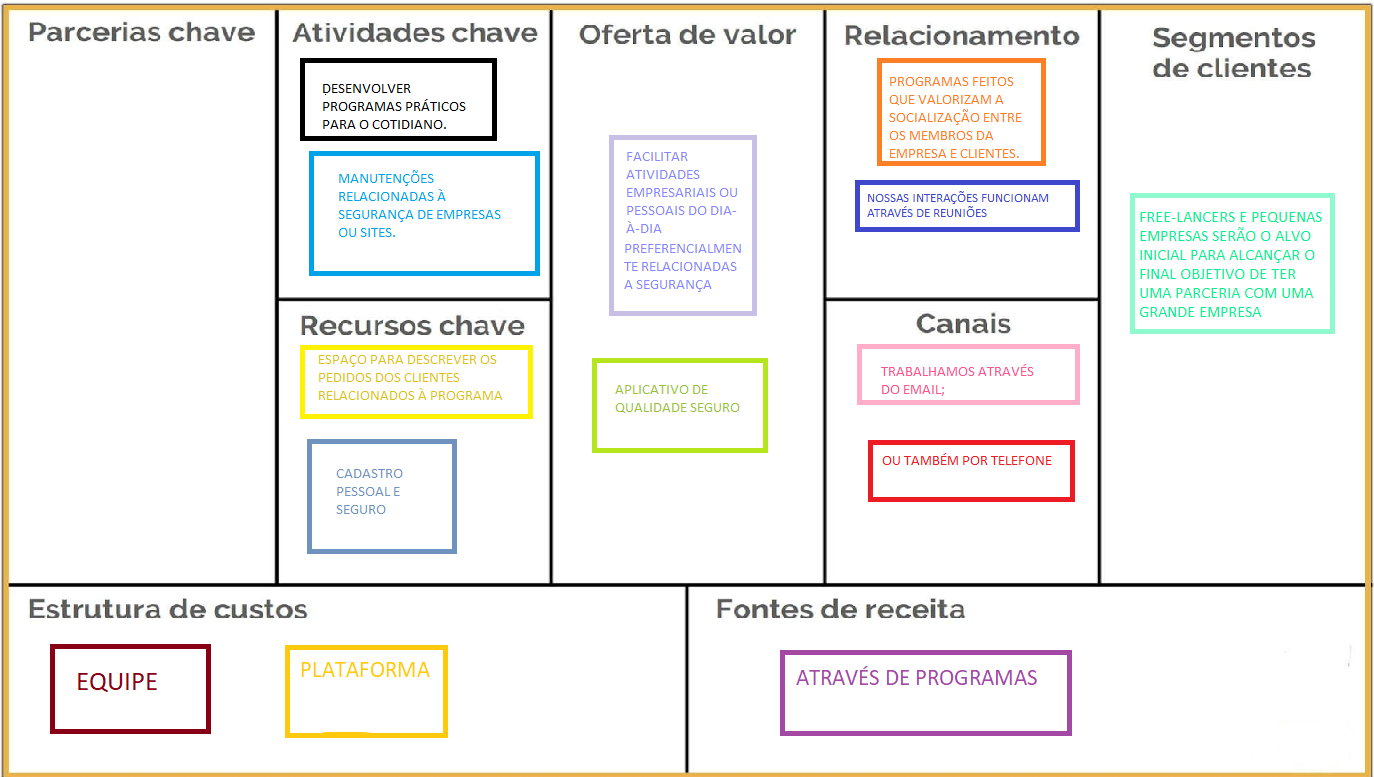 Parcerias chave
Atividades chave
DESENVOLVER
PROGRAMAS PRÁTICOS
PARA O COTIDIANO.
MANUTENÇÕES
RELACIONADAS À
SEGURANÇA DE EMPRESAS
OU SITES.
Recursos chave
ESPAÇO PARA DESCREVER OS
PEDIDOS DOS CLIENTES
RELACIONADOS À PROGRAMA
CADASTRO
PESSOAL E
SEGURO
Oferta de valor
FACILITAR
ATIVIDADES
EMPRESARIAIS OU
PESSOAIS DO DIA-
À-DIA
PREFERENCIALMEN
TE RELACIONADAS
A SEGURANÇA
APLICATIVO DE
QUALIDADE SEGURO
Relacionamento
PROGRAMAS FEITOS
QUE VALORIZAM A
SOCIALIZAÇÃO ENTRE
OS MEMBROS DA
EMPRESA E CLIENTES.
NOSSAS INTERAÇÕES FUNCIONAM
ATRAVÉS DE REUNIÕES
Canais
TRABALHAMOS ATRAVÉS
DO EMAIL;
OU TAMBÉM POR TELEFONE
Segmentos
de clientes
FREE-LANCERS E PEQUENAS
EMPRESAS SERÃO O ALVO
INICIAL PARA ALCANÇAR O
FINAL OBJETIVO DE TER
UMA PARCERIA COM UMA
GRANDE EMPRESA
Estrutura de custos
EQUIPE
PLATAFORMA
Fontes de receita
ATRAVÉS DE PROGRAMAS